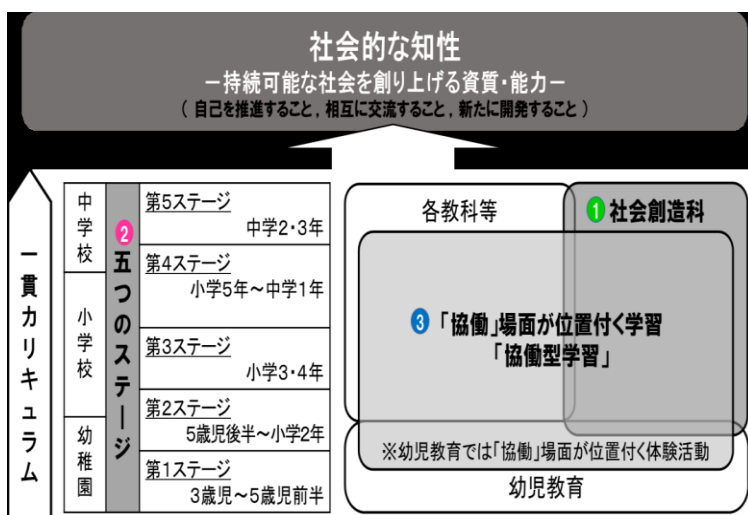 社会的な知性
－持続可能な社会を創り上げる資質・能力－
（ 自己を推進すること，相互に交流すること，新たに開発すること ）
一貫カリキュラム
中学校
小学校
幼稚園
❷五つのステージ
第5ステージ
中学2・3年
第4ステージ
小学5年～中学1年
第3ステージ
小学3・4年
第2ステージ
5歳児後半～小学2年
第1ステージ
3歳児～5歳児前半
各教科等
❶社会創造科
❸「協働」場面が位置付く学習
「協働型学習」
※幼児教育では「協働」場面が位置付く体験活動
幼児教育